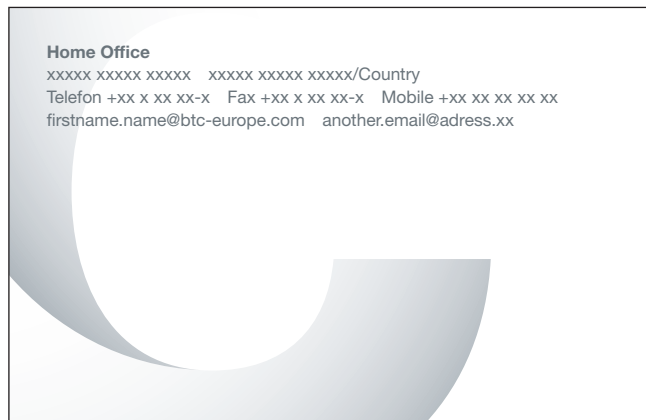 Home Office
xxxxx xxxxx xxxxx xxxxx xxxxx xxxxx/Country
Telefon +xx x xx xx-x Fax +xx x xx xx-x Mobile +xx xx xx xx xx
firstname.name@btc-europe.com another.email@adress.xx